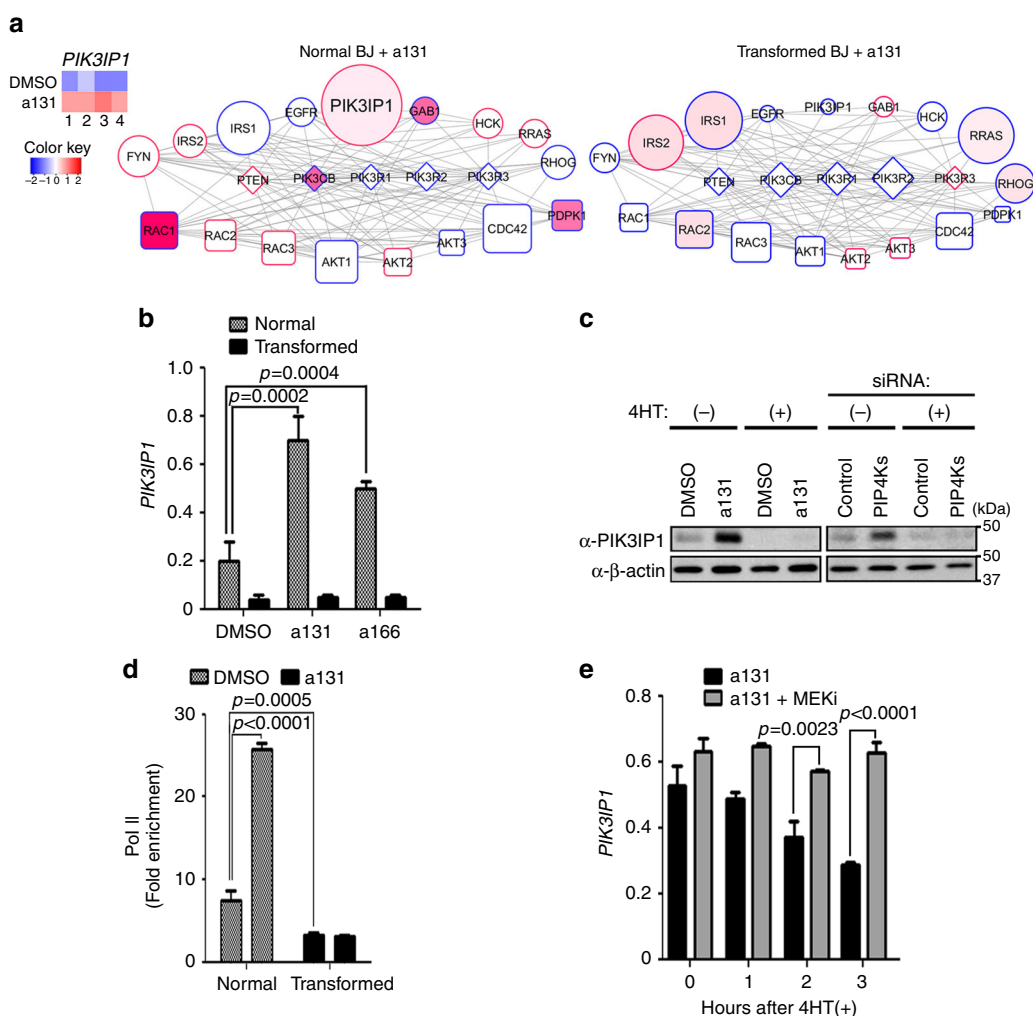 a
PIK3IP1
DMSO
a131
1 2 3 4
Color key
−2 −1 0 1 2
Normal BJ + a131
PIK3IP1
EGFR
GAB1
IRS1
HCK
IRS2
RRAS
FYN
RHOG
PTEN
PIK3CB
PIK3R1
PIK3R2
PIK3R3
RAC1
RAC2
RAC3
AKT1
AKT2
AKT3
CDC42
PDPK1
Transformed BJ + a131
IRS1
EGFR
PIK3IP1
GAB1
HCK
IRS2
RRAS
FYN
RHOG
PTEN
PIK3CB
PIK3R1
PIK3R2
PIK3R3
RAC1
RAC2
RAC3
AKT1
AKT2
AKT3
CDC42
PDPK1
b
Normal
Transformed
PIK3IP1
1.0
0.8
0.6
0.4
0.2
0
p=0.0004
p=0.0002
DMSO a131 a166
c
siRNA:
4HT: (−) (+) (−) (+)
DMSO a131 DMSO a131 Control PIP4Ks Control PIP4Ks
(kDa)
α-PIK3IP1
50
α-β-actin
50
37
d
DMSO a131
p=0.0005
p<0.0001
Pol II
(Fold enrichment)
30
20
10
0
Normal Transformed
e
a131
a131 + MEKi
p<0.0001
p=0.0023
PIK3IP1
0.8
0.6
0.4
0.2
0
0 1 2 3
Hours after 4HT(+)